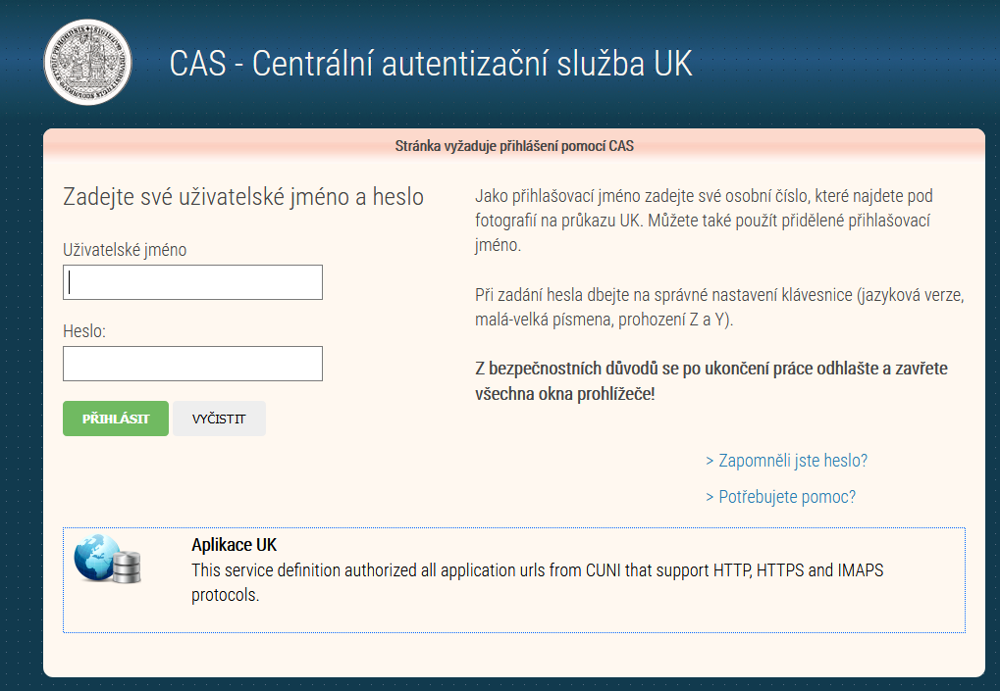 CAS - Centrální autentizační služba UK
Stránka vyžaduje přihlášení pomocí CAS
Zadejte své uživatelské jméno a heslo
Uživatelské jméno
Heslo:
PŘIHLÁSIT
VYČISTIT
Jako přihlašovací jméno zadejte své osobní číslo, které najdete pod
fotografií na průkazu UK. Můžete také použít přidělené přihlašovací
jméno.
Při zadání hesla dbejte na správné nastavení klávesnice (jazyková verze,
malá-velká písmena, prohození Z a Y).
Z bezpečnostních důvodů se po ukončení práce odhlašte a zavřete
všechna okna prohlížeče!
> Zapomněli jste heslo?
> Potřebujete pomoc?
Aplikace UK
This service definition authorized all application urls from CUNI that support HTTP, HTTPS and IMAPS
protocols.